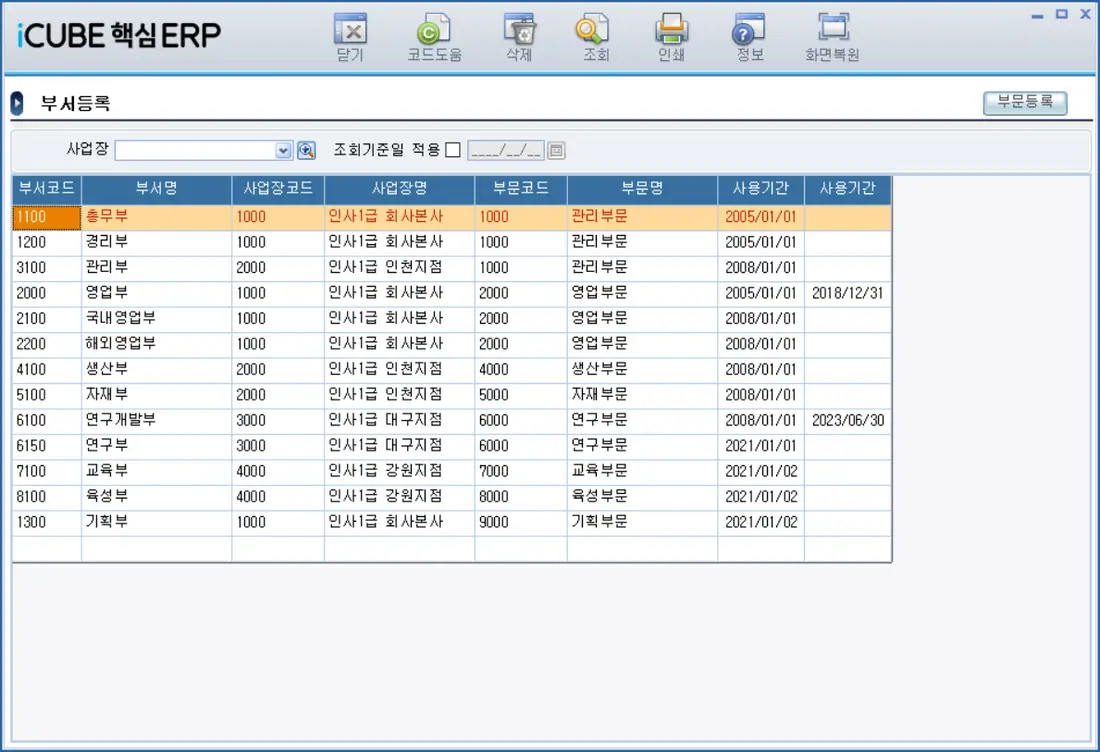 iCUBE 핵심ERP
닫기 코드도움 삭제 조회 인쇄 정보 화면복원
부서등록 부문등록
사업장 조회기준일 적용 ____/__/__
부서코드 부서명 사업장코드 사업장명 부문코드 부문명 사용기간 사용기간
1100 총무부 1000 인사1급 회사본사 1000 관리부문 2005/01/01
1200 경리부 1000 인사1급 회사본사 1000 관리부문 2005/01/01
3100 관리부 2000 인사1급 인천지점 1000 관리부문 2008/01/01
2000 영업부 1000 인사1급 회사본사 2000 영업부문 2005/01/01 2018/12/31
2100 국내영업부 1000 인사1급 회사본사 2000 영업부문 2008/01/01
2200 해외영업부 1000 인사1급 회사본사 2000 영업부문 2008/01/01
4100 생산부 2000 인사1급 인천지점 4000 생산부문 2008/01/01
5100 자재부 2000 인사1급 인천지점 5000 자재부문 2008/01/01
6100 연구개발부 3000 인사1급 대구지점 6000 연구부문 2008/01/01 2023/06/30
6150 연구부 3000 인사1급 대구지점 6000 연구부문 2021/01/01
7100 교육부 4000 인사1급 강원지점 7000 교육부문 2021/01/02
8100 육성부 4000 인사1급 강원지점 8000 육성부문 2021/01/02
1300 기획부 1000 인사1급 회사본사 9000 기획부문 2021/01/02